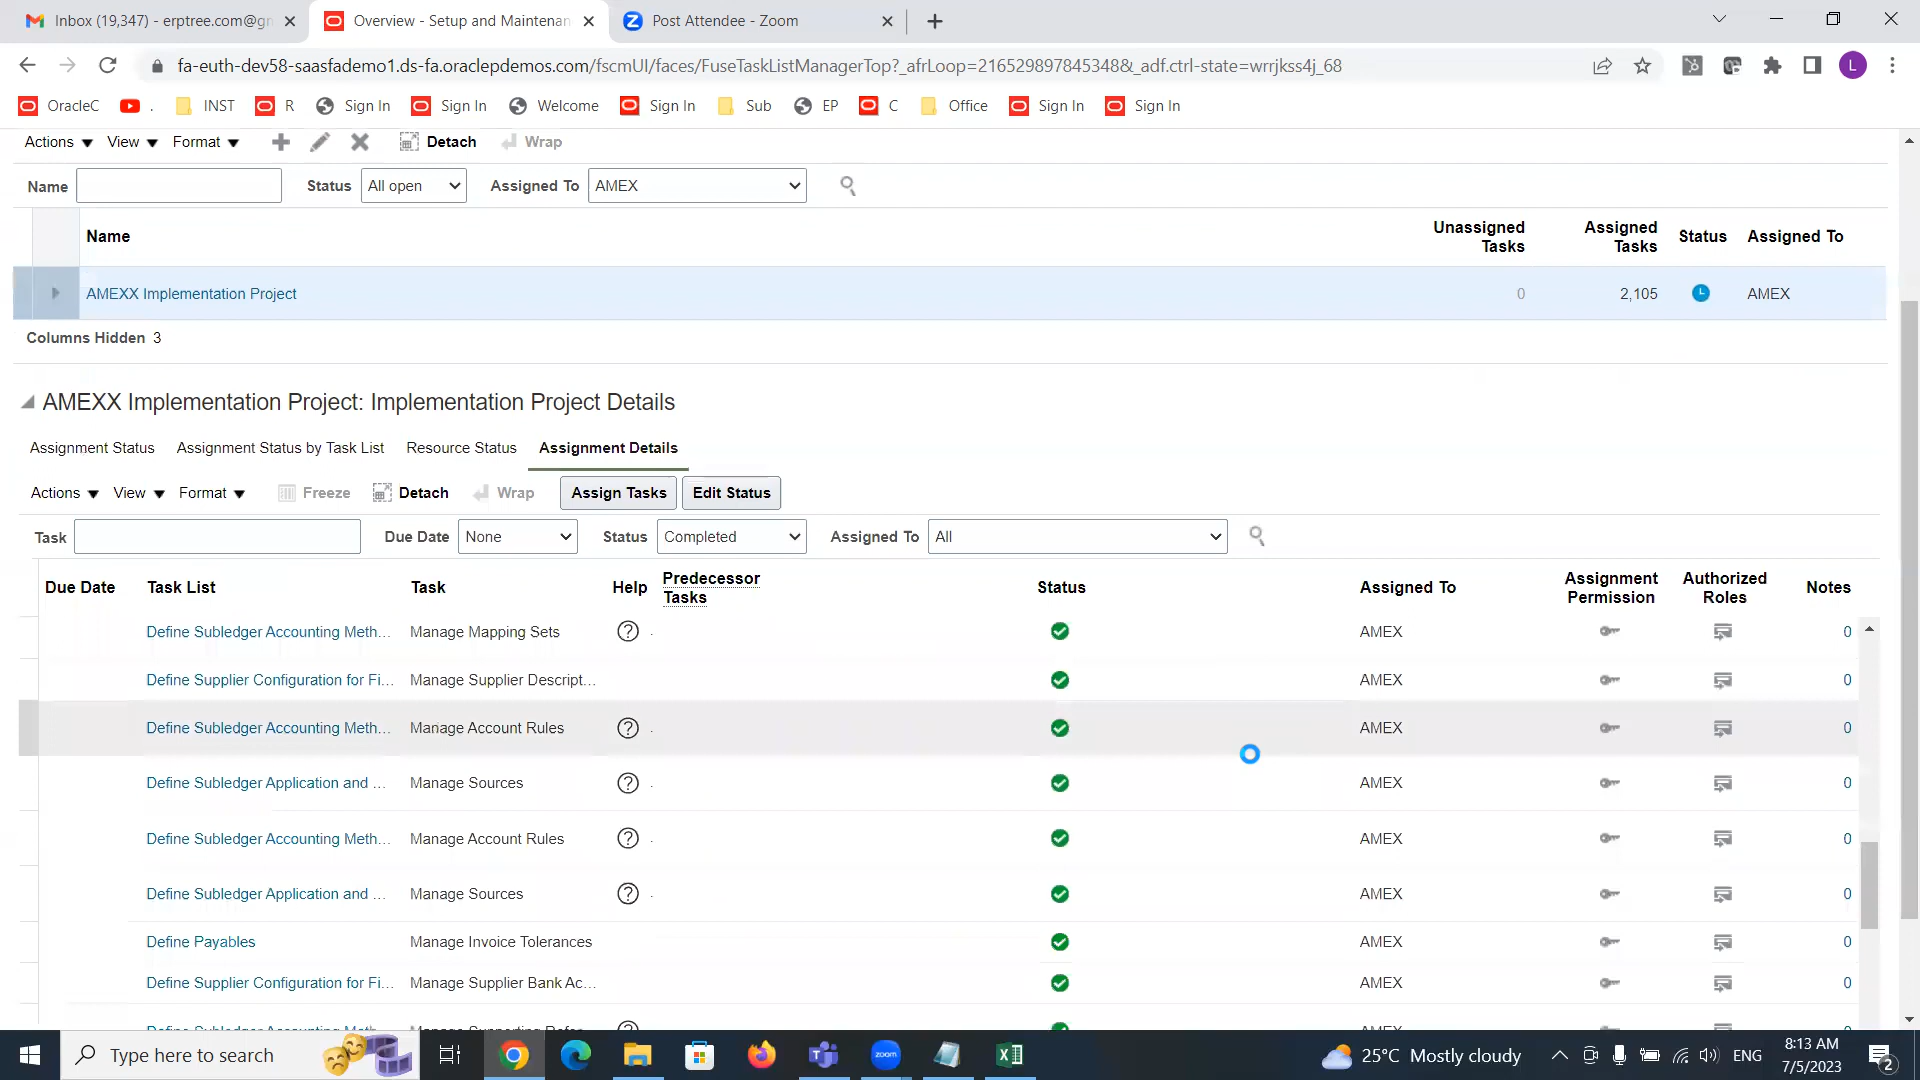 Inbox (19,347) - erptree.com@gm
Overview - Setup and Maintenan
Post Attendee - Zoom
fa-euth-dev58-saasfademo1.ds-fa.oraclepdemos.com/fscmUI/faces/FuseTaskListManagerTop?_afrLoop=216529897845348&_adf.ctrl-state=wrrjkss4j_68
L
OracleC . INST R Sign In Sign In Welcome Sign In Sub EP C Office Sign In Sign In
Actions View Format Detach Wrap
Name Status All open Assigned To AMEX
Name Unassigned Tasks Assigned Tasks Status Assigned To
AMEXX Implementation Project 0 2,105 AMEX
Columns Hidden 3
AMEXX Implementation Project: Implementation Project Details
Assignment Status Assignment Status by Task List Resource Status Assignment Details
Actions View Format Freeze Detach Wrap Assign Tasks Edit Status
Task Due Date None Status Completed Assigned To All
Due Date Task List Task Help Predecessor Tasks Status Assigned To Assignment Permission Authorized Roles Notes
Define Subledger Accounting Meth... Manage Mapping Sets AMEX 0
Define Supplier Configuration for Fi... Manage Supplier Descript... AMEX 0
Define Subledger Accounting Meth... Manage Account Rules AMEX 0
Define Subledger Application and ... Manage Sources AMEX 0
Define Subledger Accounting Meth... Manage Account Rules AMEX 0
Define Subledger Application and ... Manage Sources AMEX 0
Define Payables Manage Invoice Tolerances AMEX 0
Define Supplier Configuration for Fi... Manage Supplier Bank Ac... AMEX 0
Type here to search
zoom
25°C Mostly cloudy
ENG
8:13 AM
7/5/2023
2